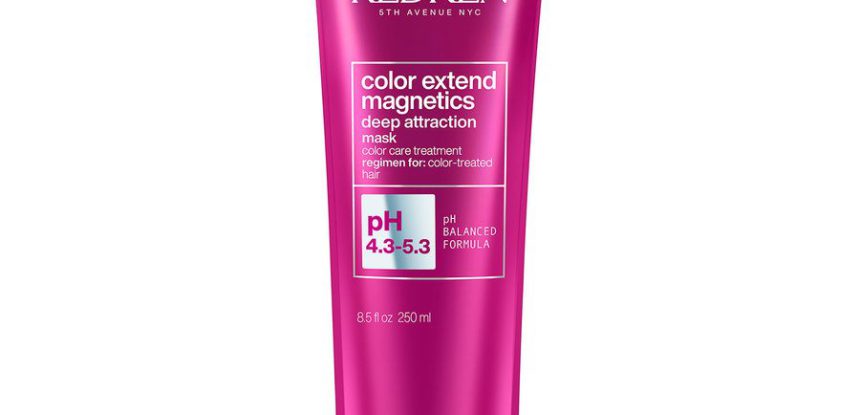 REDKEN
5TH AVENUE NYC
color extend
magnetics
deep attraction
mask
color care treatment
regimen for: color-treated
hair
pH
4.3-5.3
pH
BALANCED
FORMULA
8.5 fl oz 250 ml